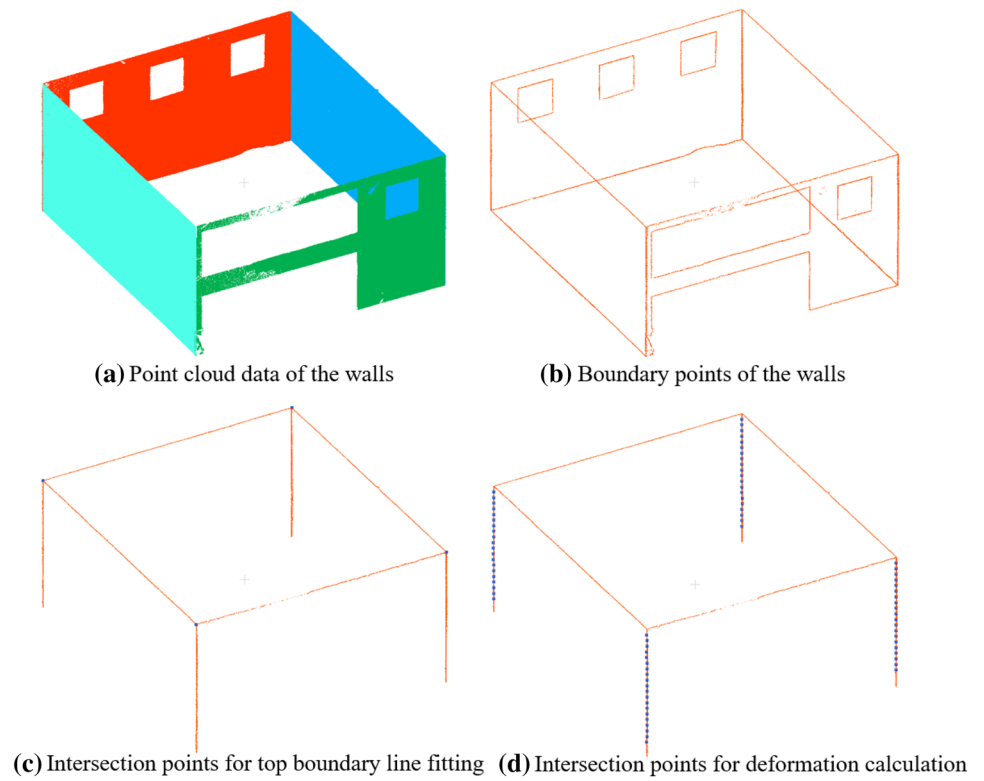 (a) Point cloud data of the walls
(b) Boundary points of the walls
(c) Intersection points for top boundary line fitting
(d) Intersection points for deformation calculation